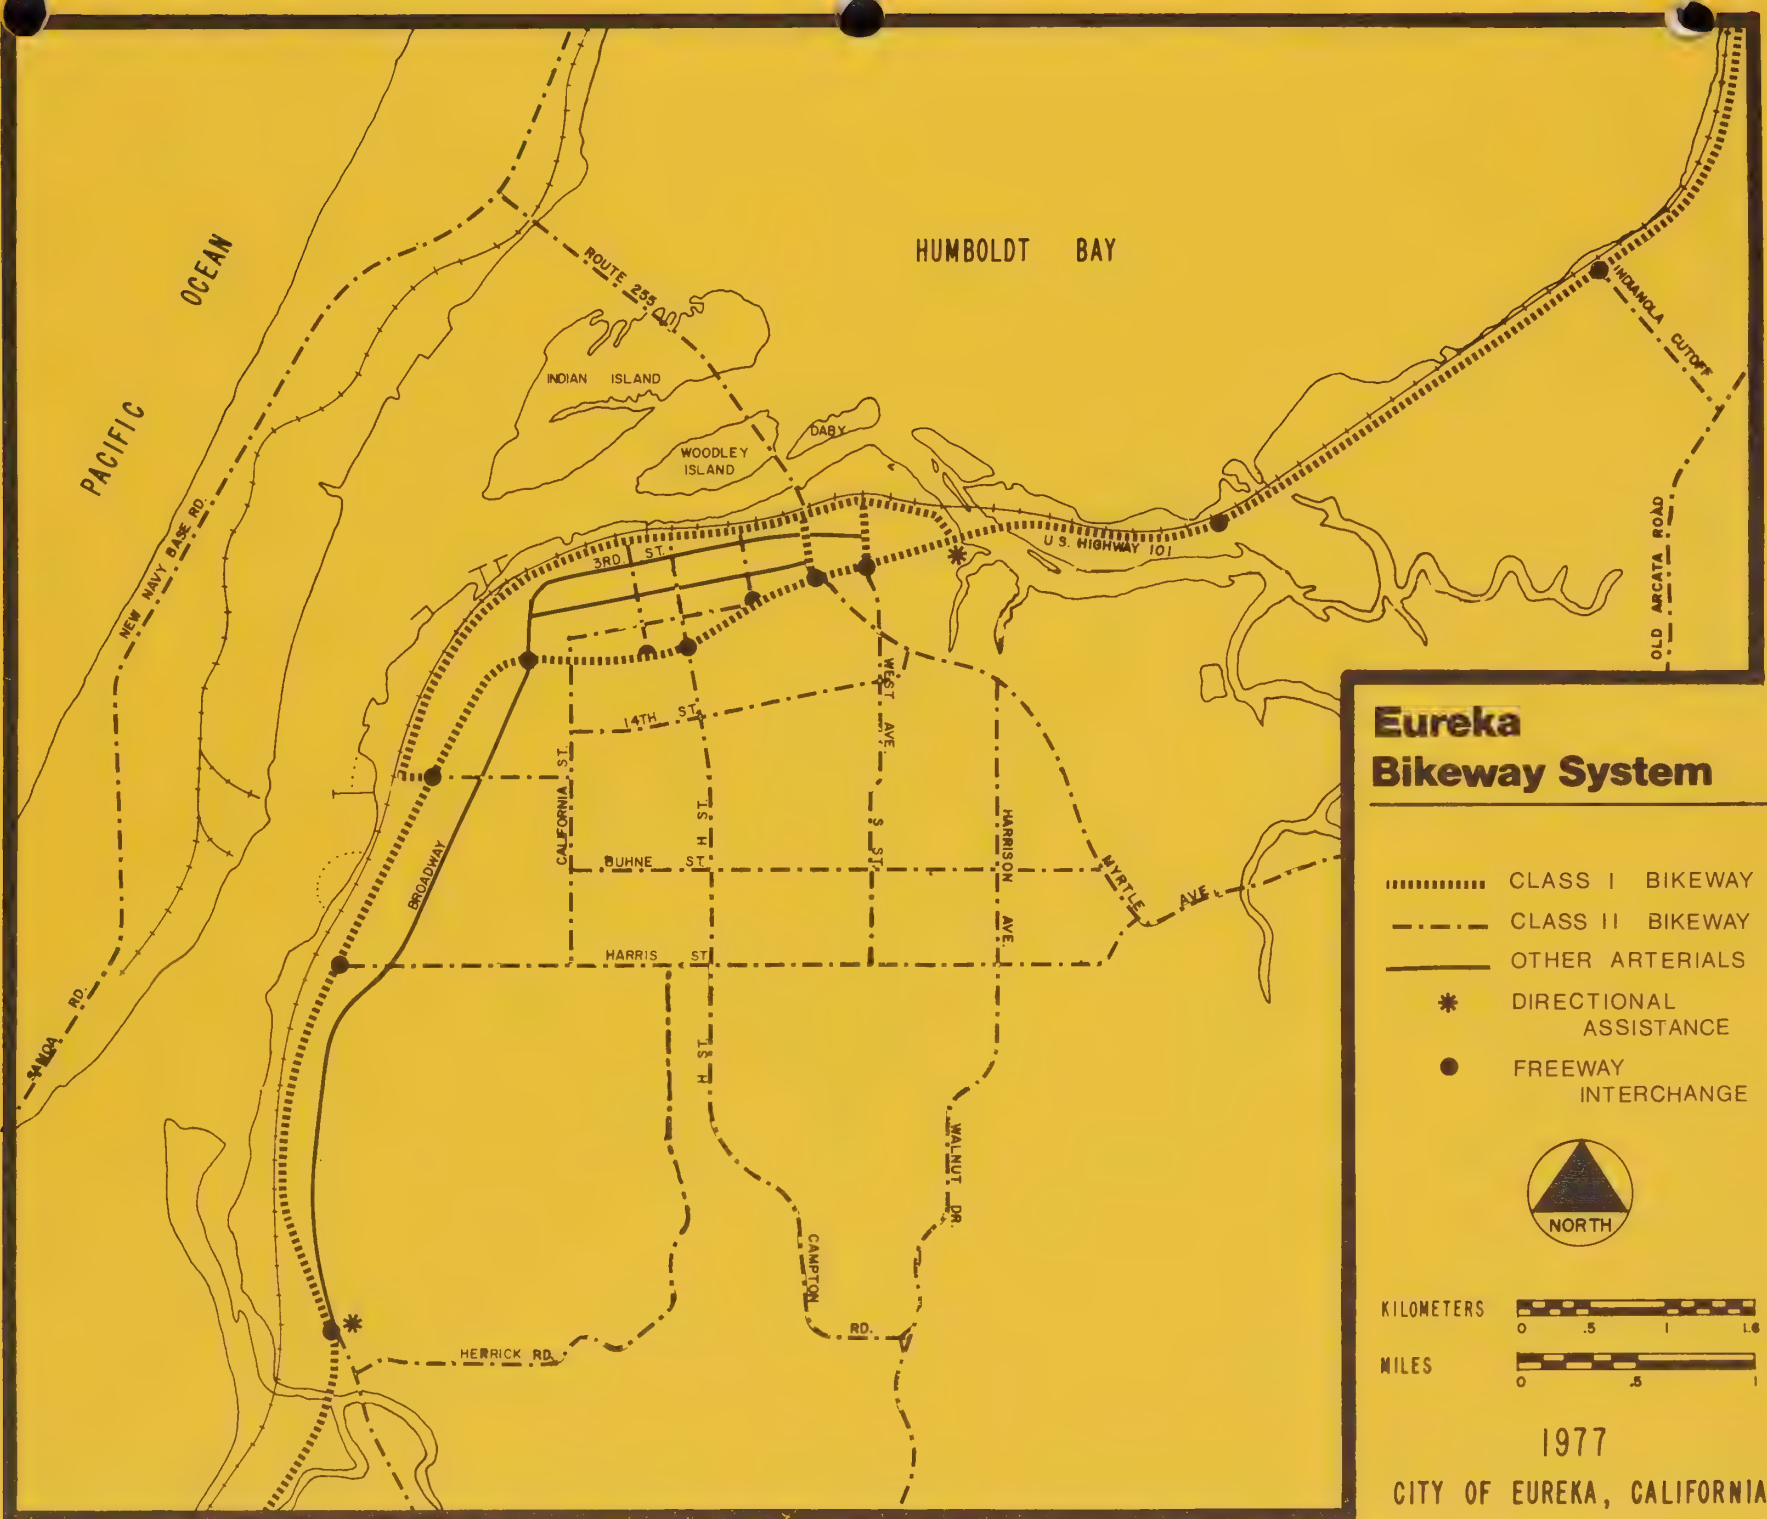 HUMBOLDT BAY
PACIFIC OCEAN
ROUTE 255
INDIAN ISLAND
WOODLEY
ISLAND
DABY
INDIANOLA CUTOFF
OLD ARCATA ROAD
U.S. HIGHWAY 101
NEW NAVY BASE RD.
SAMOA RD.
3RD. ST.
14TH ST.
WEST AVE.
CALIFORNIA ST.
H ST.
S ST.
HARRISON AVE.
BUHNE ST.
MYRTLE AVE.
BROADWAY
HARRIS ST.
H ST.
WALNUT DR.
CAMPTON RD.
HERRICK RD.
Eureka
Bikeway System
CLASS I BIKEWAY
CLASS II BIKEWAY
OTHER ARTERIALS
DIRECTIONAL
ASSISTANCE
FREEWAY
INTERCHANGE
NORTH
KILOMETERS
0 .5 1 1.6
MILES
0 .5 1
1977
CITY OF EUREKA, CALIFORNIA